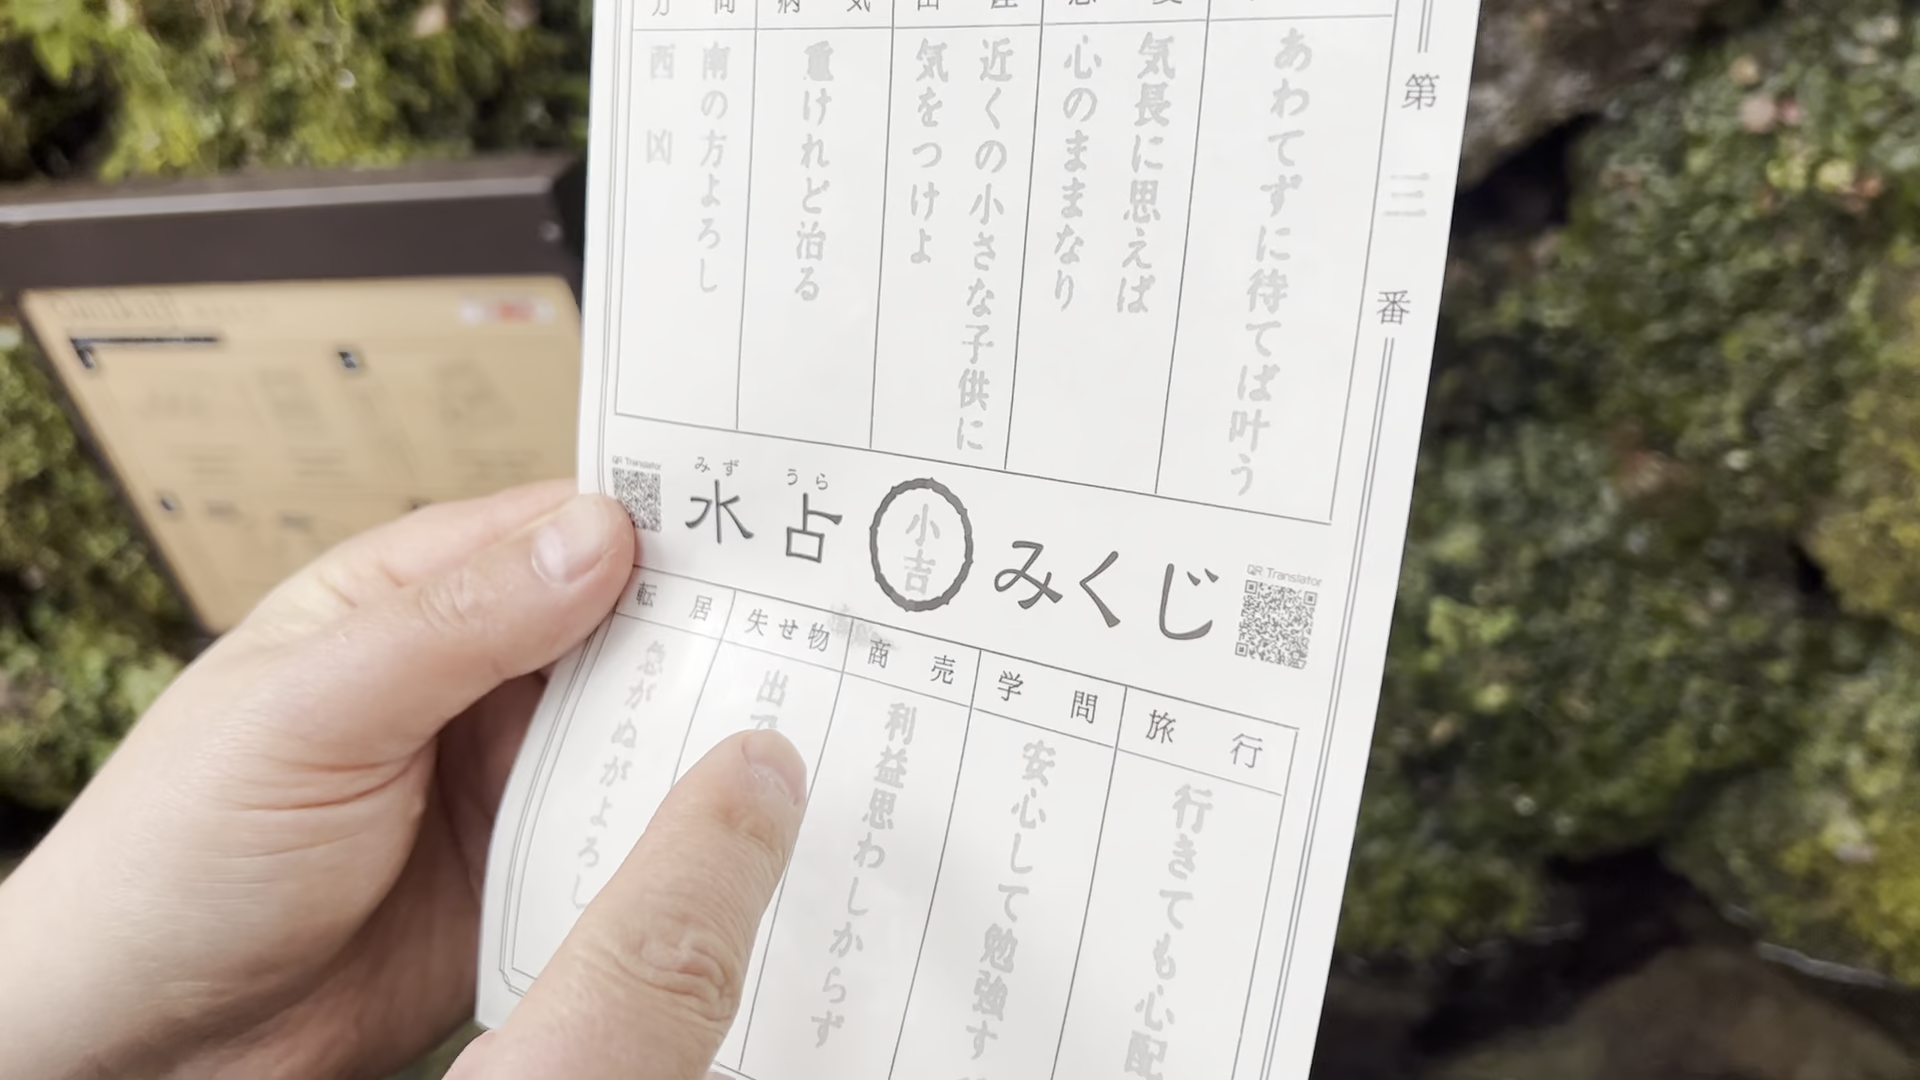 第三番
あわてずに待てば叶う
気長に思えば
心のままなり
近くの小さな子供に
気をつけよ
病気
重けれど治る
南の方よろし
西 凶
QR Translator
みず うら
水占 小吉 みくじ
QR Translator
旅行
行きても心配
学問
安心して勉強す
商売
利益思わしからず
失せ物
出
転居
急がぬがよろし